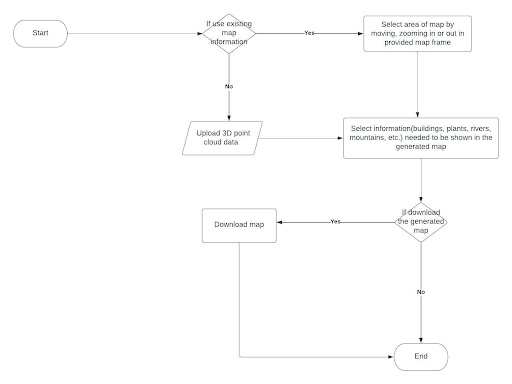 Start
If use existing
map
information
Yes
Select area of map by
moving, zooming in or out in
provided map frame
No
Upload 3D point
cloud data
Select information(buildings, plants, rivers,
mountains, etc.) needed to be shown in the
generated map
Download map
Yes
If download
the generated
map
No
End